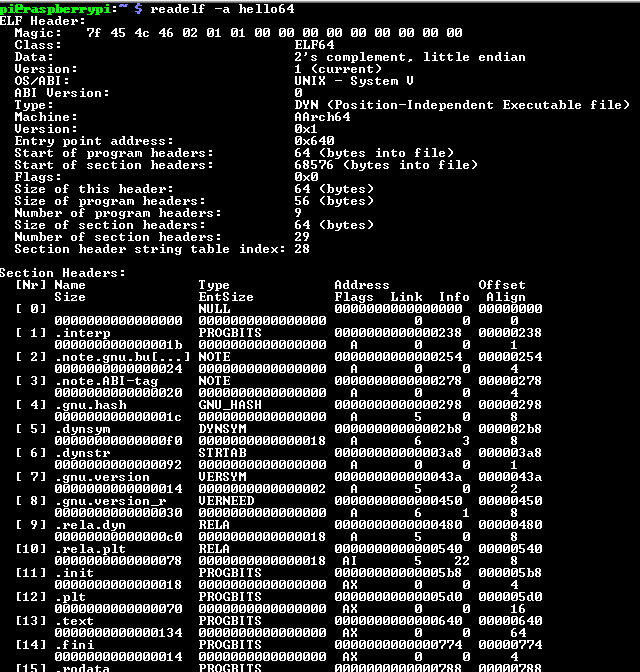 pi@raspberrypi:~ $ readelf -a hello64
ELF Header:
  Magic:   7f 45 4c 46 02 01 01 00 00 00 00 00 00 00 00 00
  Class:                             ELF64
  Data:                              2's complement, little endian
  Version:                           1 (current)
  OS/ABI:                            UNIX - System V
  ABI Version:                       0
  Type:                              DYN (Position-Independent Executable file)
  Machine:                           AArch64
  Version:                           0x1
  Entry point address:               0x640
  Start of program headers:          64 (bytes into file)
  Start of section headers:          68576 (bytes into file)
  Flags:                             0x0
  Size of this header:               64 (bytes)
  Size of program headers:           56 (bytes)
  Number of program headers:         9
  Size of section headers:           64 (bytes)
  Number of section headers:         29
  Section header string table index: 28
Section Headers:
  [Nr] Name              Type             Address           Offset
       Size              EntSize          Flags  Link  Info  Align
  [ 0]                   NULL             0000000000000000  00000000
       0000000000000000  0000000000000000           0     0     0
  [ 1] .interp           PROGBITS         0000000000000238  00000238
       000000000000001b  0000000000000000   A       0     0     1
  [ 2] .note.gnu.bu[...] NOTE             0000000000000254  00000254
       0000000000000024  0000000000000000   A       0     0     4
  [ 3] .note.ABI-tag     NOTE             0000000000000278  00000278
       0000000000000020  0000000000000000   A       0     0     4
  [ 4] .gnu.hash         GNU_HASH         0000000000000298  00000298
       000000000000001c  0000000000000000   A       5     0     8
  [ 5] .dynsym           DYNSYM           00000000000002b8  000002b8
       00000000000000f0  0000000000000018   A       6     3     8
  [ 6] .dynstr           STRTAB           00000000000003a8  000003a8
       0000000000000092  0000000000000000   A       0     0     1
  [ 7] .gnu.version      VERSYM           000000000000043a  0000043a
       0000000000000014  0000000000000002   A       5     0     2
  [ 8] .gnu.version_r    VERNEED          0000000000000450  00000450
       0000000000000030  0000000000000000   A       6     1     8
  [ 9] .rela.dyn         RELA             0000000000000480  00000480
       00000000000000c0  0000000000000018   A       5     0     8
  [10] .rela.plt         RELA             0000000000000540  00000540
       0000000000000078  0000000000000018  AI       5    22     8
  [11] .init             PROGBITS         00000000000005b8  000005b8
       0000000000000018  0000000000000000  AX       0     0     4
  [12] .plt              PROGBITS         00000000000005d0  000005d0
       0000000000000070  0000000000000000  AX       0     0     16
  [13] .text             PROGBITS         0000000000000640  00000640
       0000000000000134  0000000000000000  AX       0     0     64
  [14] .fini             PROGBITS         0000000000000774  00000774
       0000000000000014  0000000000000000  AX       0     0     4
  [15] .rodata           PROGBITS         0000000000000788  00000788